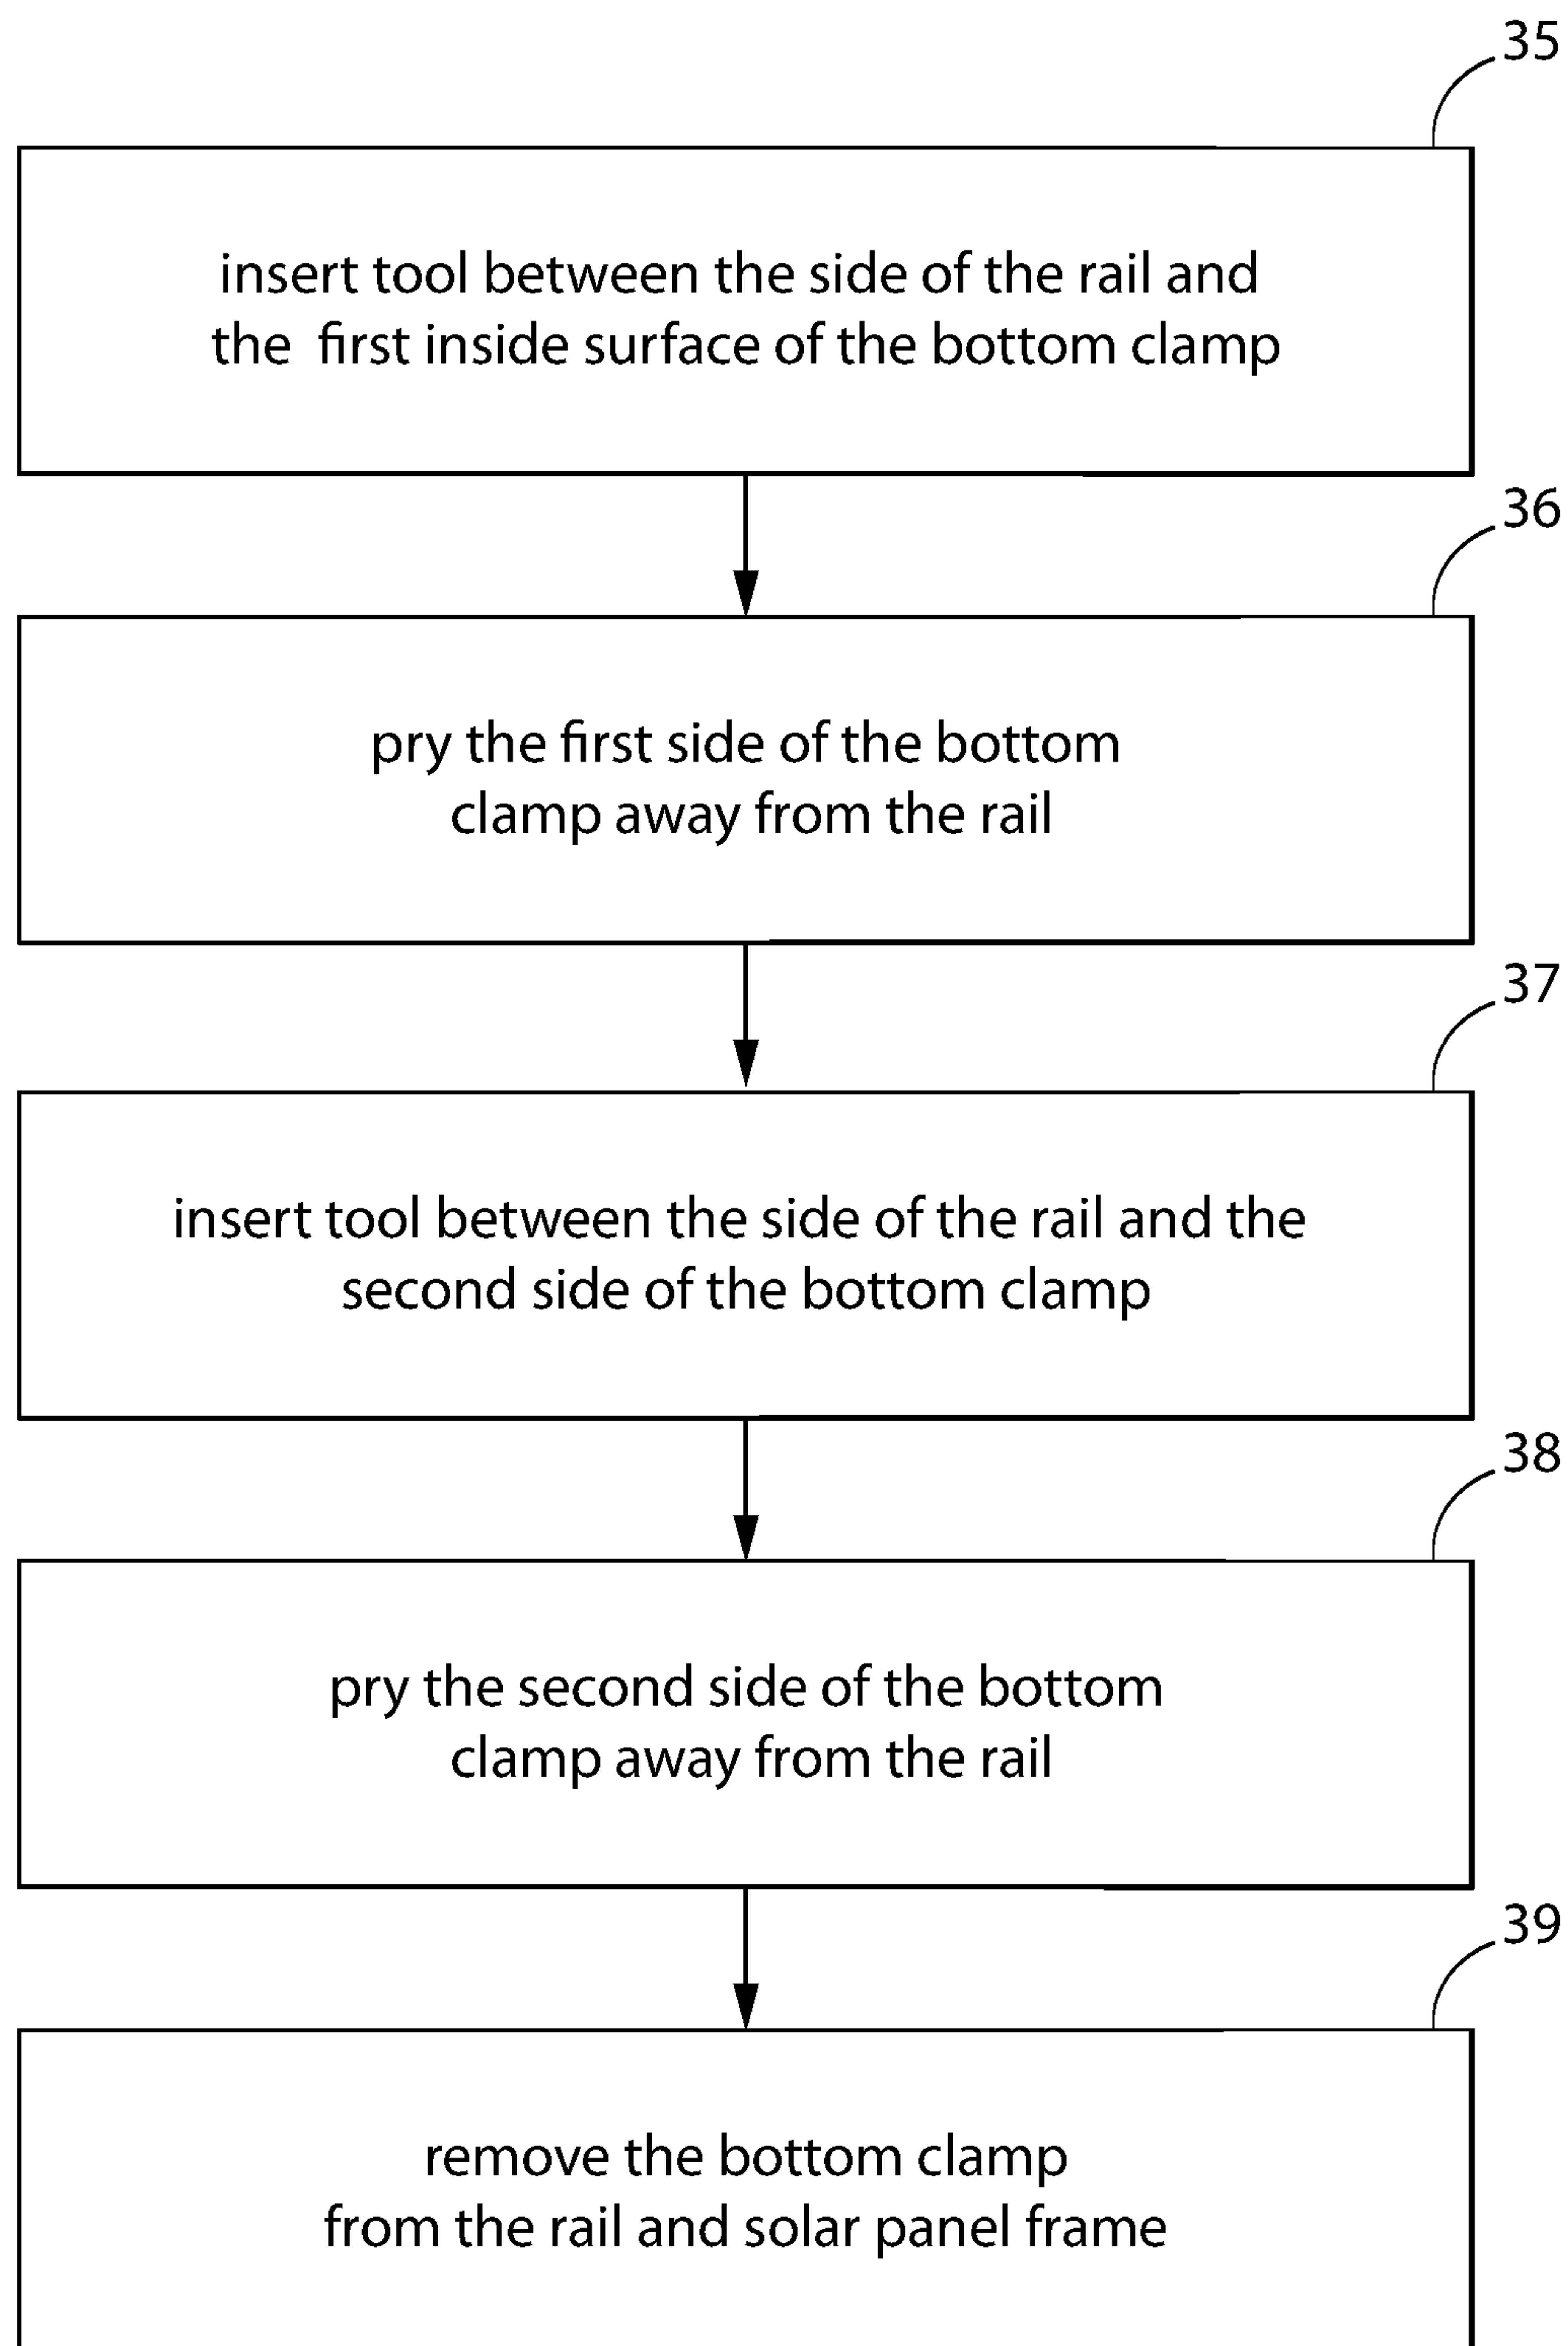 35
insert tool between the side of the rail and
the first inside surface of the bottom clamp
36
pry the first side of the bottom
clamp away from the rail
37
insert tool between the side of the rail and the
second side of the bottom clamp
38
pry the second side of the bottom
clamp away from the rail
39
remove the bottom clamp
from the rail and solar panel frame